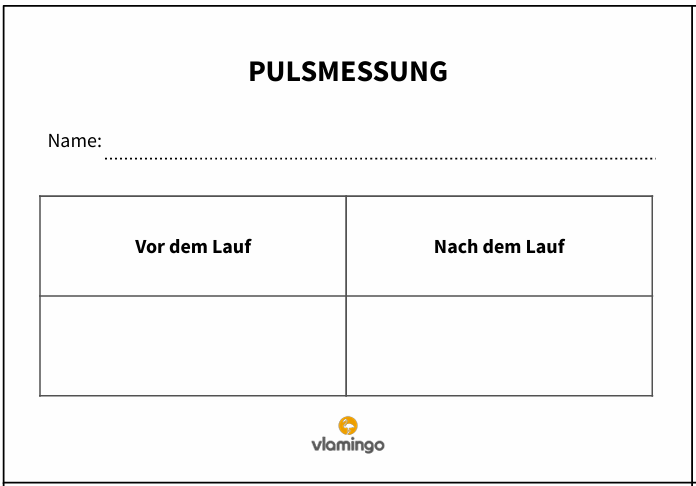 PULSMESSUNG
Name:
Vor dem Lauf
Nach dem Lauf
vlamingo